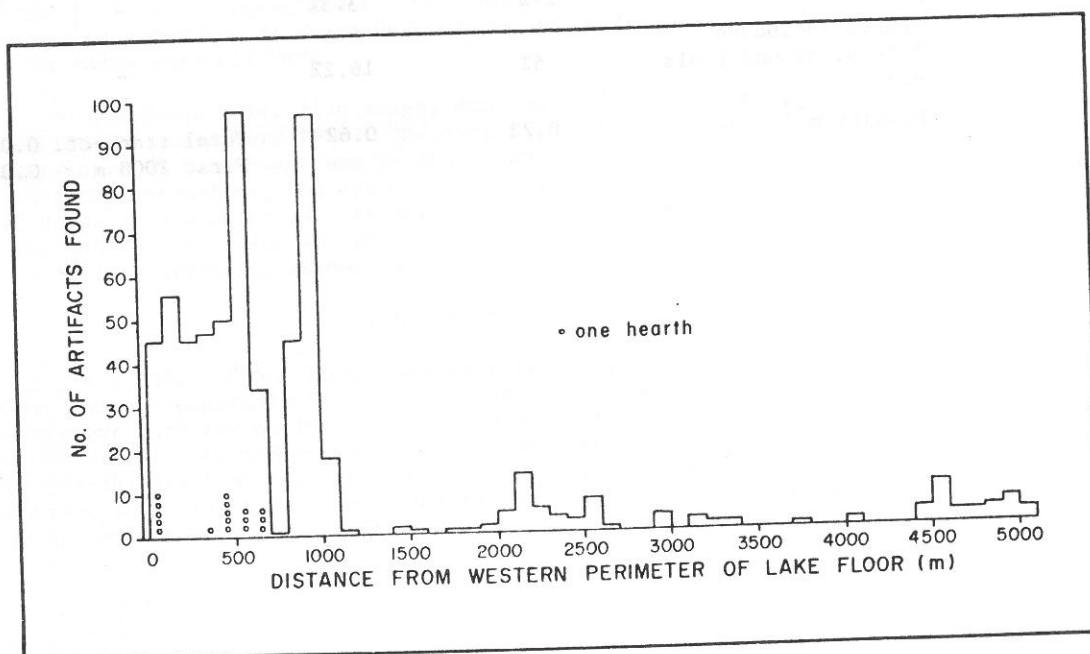 100
90
80
70
60
50
40
30
20
10
0
No. OF ARTIFACTS FOUND
∘ one hearth
0 500 1000 1500 2000 2500 3000 3500 4000 4500 5000
DISTANCE FROM WESTERN PERIMETER OF LAKE FLOOR (m)